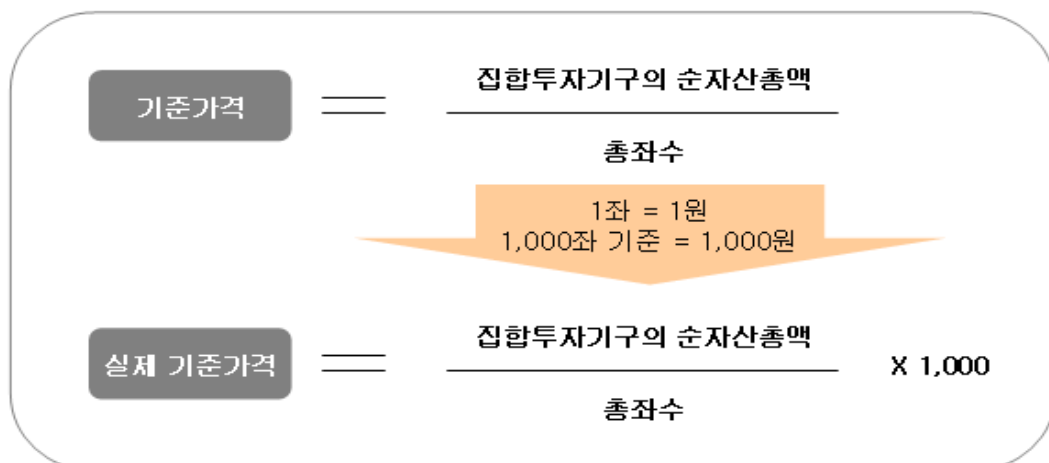 집합투자기구의 순자산총액
기준가격
총좌수
1좌 = 1원
1,000좌 기준 = 1,000원
집합투자기구의 순자산총액
실제 기준가격
X 1,000
총좌수